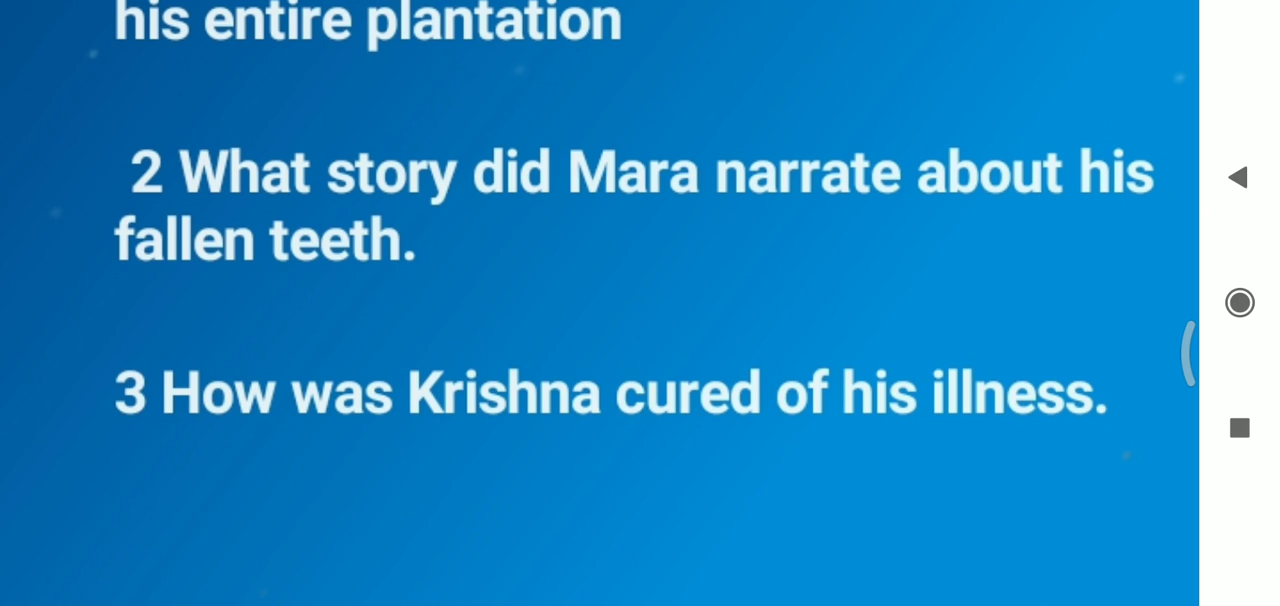 his entire plantation
2 What story did Mara narrate about his
fallen teeth.
3 How was Krishna cured of his illness.